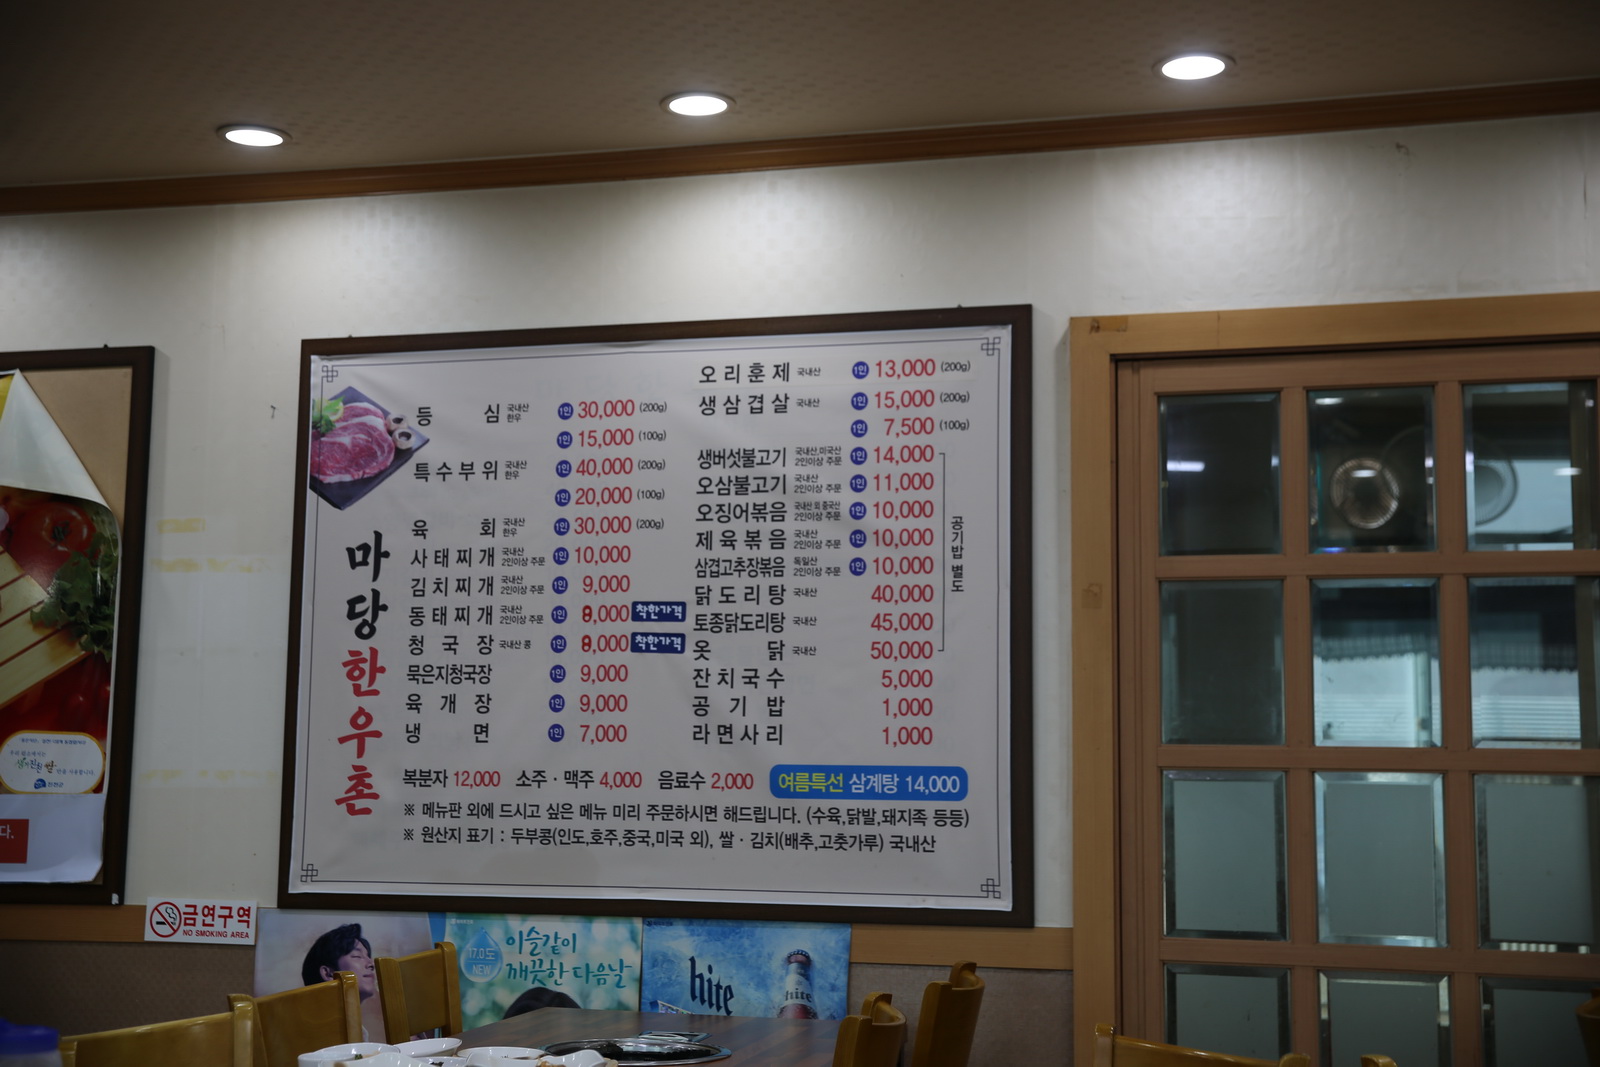 마당한우촌
등심 국내산 한우 1인 30,000 (200g)
1인 15,000 (100g)
특수부위 국내산 한우 1인 40,000 (200g)
1인 20,000 (100g)
육회 국내산 한우 1인 30,000 (200g)
사태찌개 국내산 2인이상 주문 1인 10,000
김치찌개 국내산 2인이상 주문 1인 9,000
동태찌개 국내산 2인이상 주문 1인 8,000 착한가격
청국장 국내산 콩 1인 8,000 착한가격
묵은지청국장 1인 9,000
육개장 1인 9,000
냉면 1인 7,000
오리훈제 국내산 1인 13,000 (200g)
생삼겹살 국내산 1인 15,000 (200g)
1인 7,500 (100g)
생버섯불고기 국내산,미국산 2인이상 주문 1인 14,000
오삼불고기 국내산 2인이상 주문 1인 11,000
오징어볶음 2인이상 주문 1인 10,000
제육볶음 국내산 2인이상 주문 1인 10,000
삼겹고추장볶음 독일산 2인이상 주문 1인 10,000
닭도리탕 국내산 40,000
토종닭도리탕 국내산 45,000
옷닭 국내산 50,000
공기밥 별도
잔치국수 5,000
공기밥 1,000
라면사리 1,000
복분자 12,000 소주·맥주 4,000 음료수 2,000 여름특선 삼계탕 14,000
※ 메뉴판 외에 드시고 싶은 메뉴 미리 주문하시면 해드립니다. (수육,닭발,돼지족 등등)
※ 원산지 표기 : 두부콩(인도,호주,중국,미국 외), 쌀·김치(배추,고춧가루) 국내산
금연구역
NO SMOKING AREA
17.0도
NEW
이슬같이
깨끗한 다음날
hite
hite